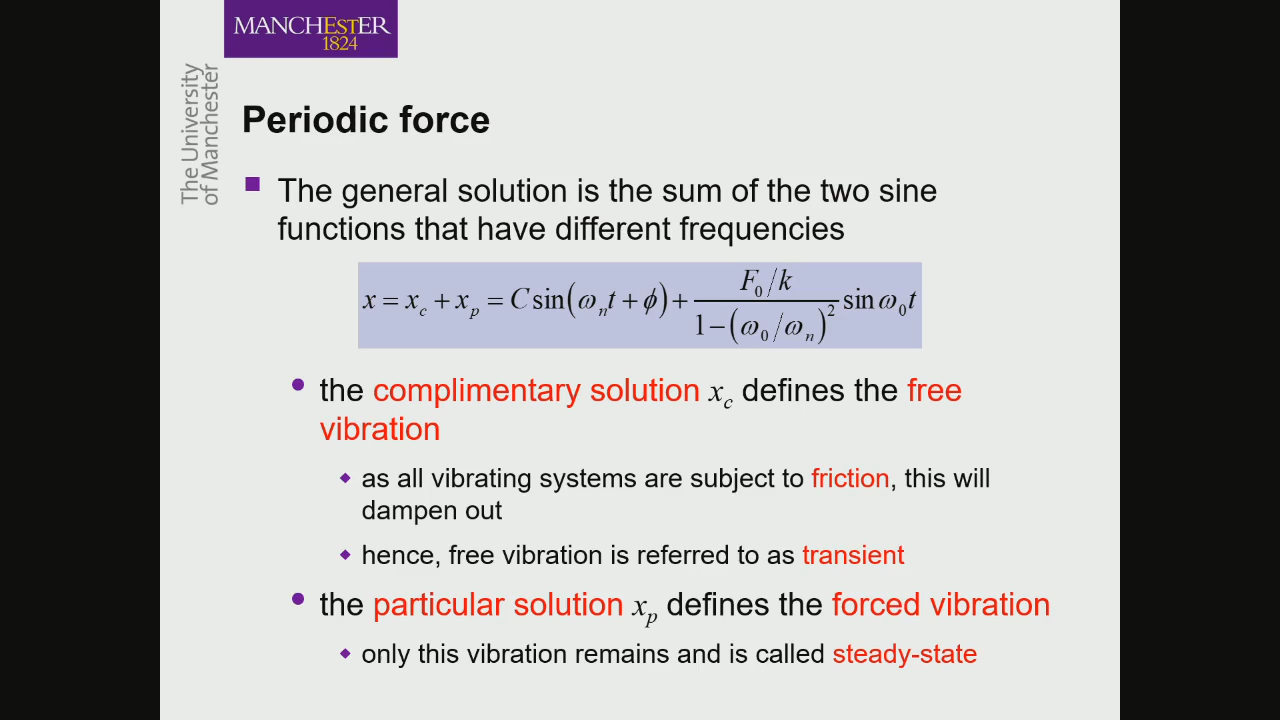 MANCHESTER
1824
The University
of Manchester
Periodic force
The general solution is the sum of the two sine
functions that have different frequencies
x = x_c + x_p = C sin(ω_n t + ϕ) + (F_0/k) / (1 − (ω_0/ω_n)^2) sin ω_0 t
the complimentary solution x_c defines the free
vibration
as all vibrating systems are subject to friction, this will
dampen out
hence, free vibration is referred to as transient
the particular solution x_p defines the forced vibration
only this vibration remains and is called steady-state